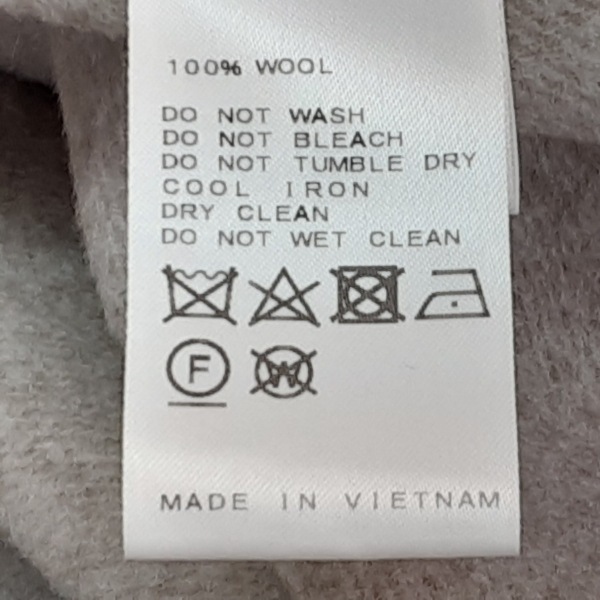 100% WOOL
DO NOT WASH
DO NOT BLEACH
DO NOT TUMBLE DRY
COOL IRON
DRY CLEAN
DO NOT WET CLEAN
F W
MADE IN VIETNAM